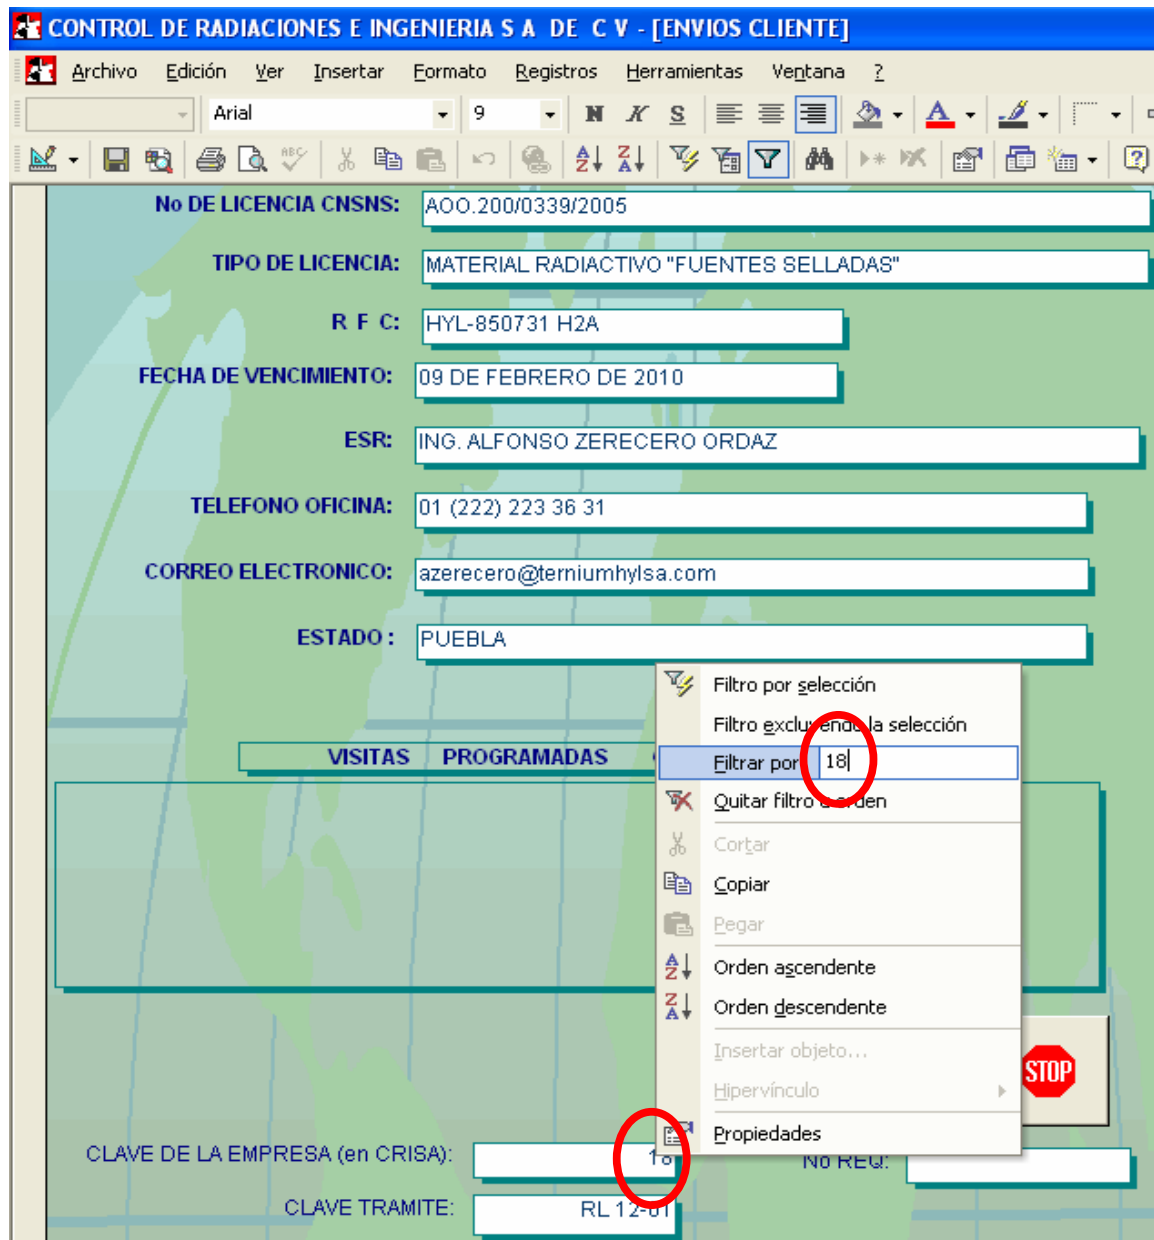 CONTROL DE RADIACIONES E INGENIERIA S A DE C V - [ENVIOS CLIENTE]
Archivo Edición Ver Insertar Formato Registros Herramientas Ventana ?
Arial 9 N K S
No DE LICENCIA CNSNS: AOO.200/0339/2005
TIPO DE LICENCIA: MATERIAL RADIACTIVO "FUENTES SELLADAS"
R F C: HYL-850731 H2A
FECHA DE VENCIMIENTO: 09 DE FEBRERO DE 2010
ESR: ING. ALFONSO ZERECERO ORDAZ
TELEFONO OFICINA: 01 (222) 223 36 31
CORREO ELECTRONICO: azerecero@terniumhylsa.com
ESTADO : PUEBLA
Filtro por selección
Filtro excluyendo la selección
VISITAS PROGRAMADAS
Filtrar por 18
Quitar filtro u orden
Cortar
Copiar
Pegar
Orden ascendente
Orden descendente
Insertar objeto...
Hipervínculo
STOP
Propiedades
CLAVE DE LA EMPRESA (en CRISA): 18 No REQ:
CLAVE TRAMITE: RL 12-01